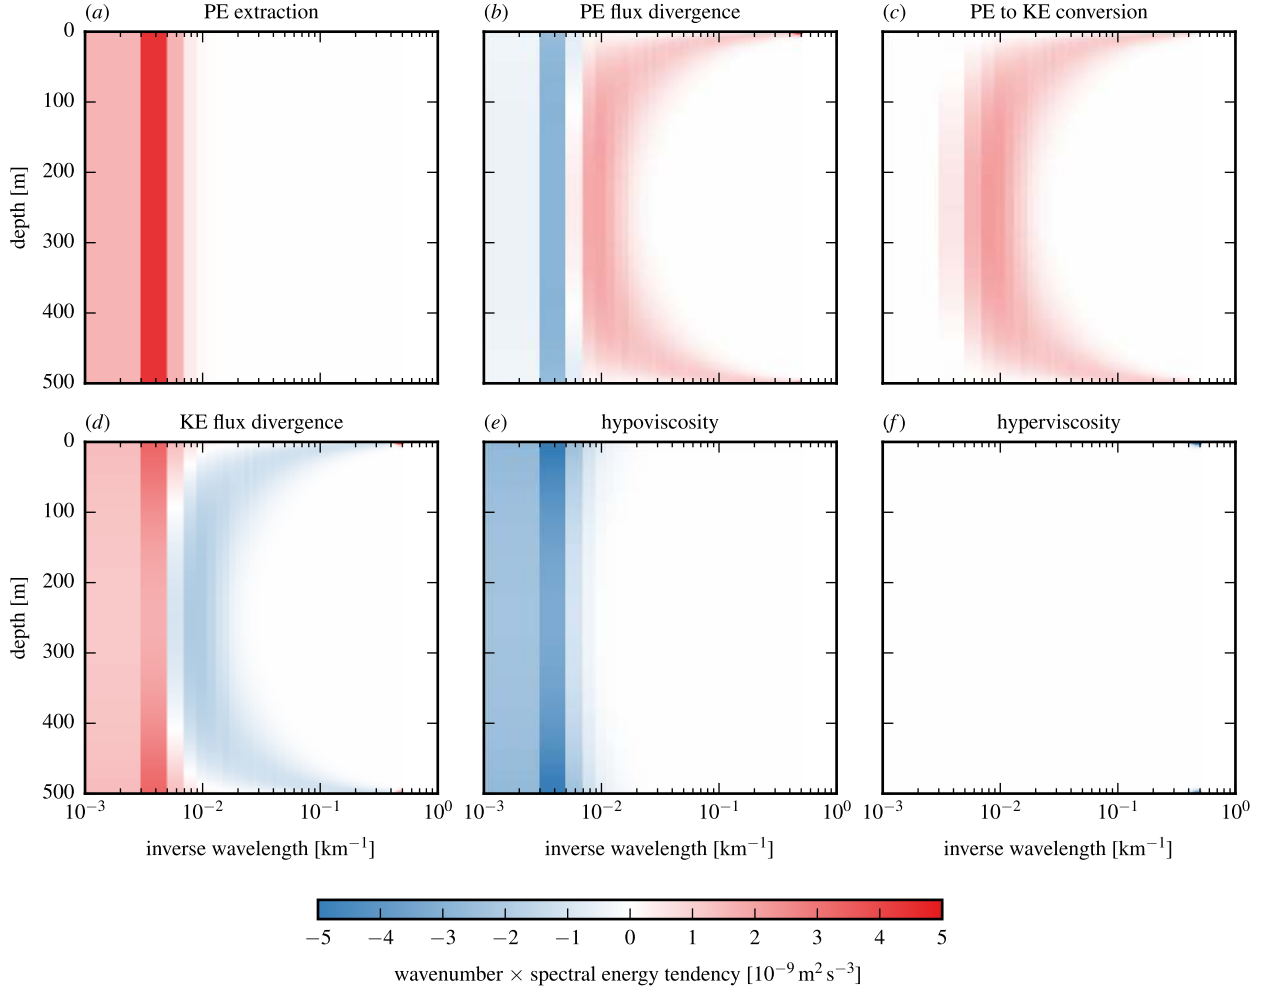 (a) PE extraction
(b) PE flux divergence
(c) PE to KE conversion
0
100
200
300
400
500
depth [m]
(d) KE flux divergence
(e) hypoviscosity
(f) hyperviscosity
0
100
200
300
400
500
depth [m]
10⁻³ 10⁻² 10⁻¹ 10⁰
10⁻³ 10⁻² 10⁻¹ 10⁰
10⁻³ 10⁻² 10⁻¹ 10⁰
inverse wavelength [km⁻¹]
inverse wavelength [km⁻¹]
inverse wavelength [km⁻¹]
−5 −4 −3 −2 −1 0 1 2 3 4 5
wavenumber × spectral energy tendency [10⁻⁹ m² s⁻³]